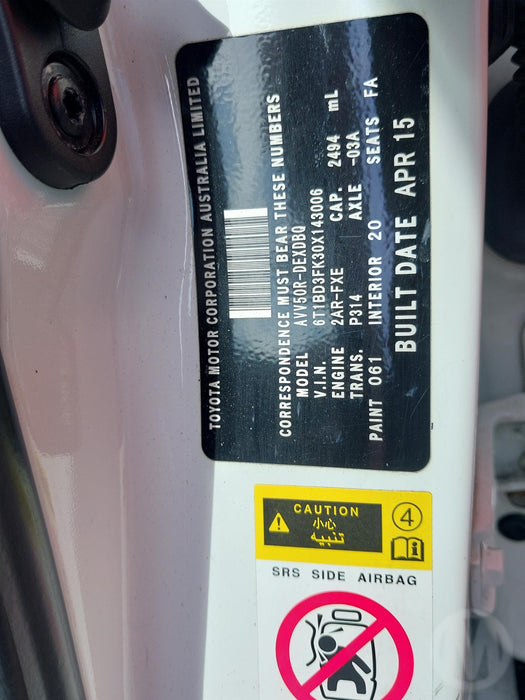 TOYOTA MOTOR CORPORATION AUSTRALIA LIMITED
CORRESPONDENCE MUST BEAR THESE NUMBERS
MODEL AVV50R-DEXDBQ
V.I.N. 6T1BD3FK30X143006
ENGINE 2AR-FXE CAP. 2494 mL
TRANS. P314 AXLE -03A
PAINT 061 INTERIOR 20 SEATS FA
BUILT DATE APR 15
CAUTION
小心
تنبيه
4
SRS SIDE AIRBAG